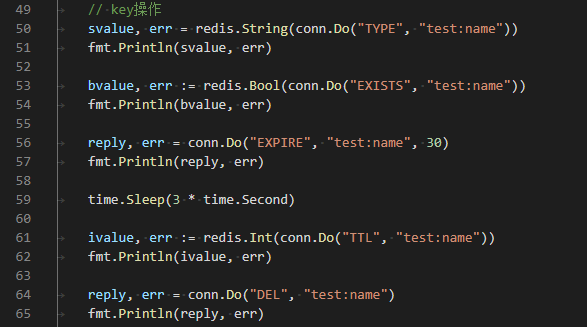 49 // key操作
50 svalue, err = redis.String(conn.Do("TYPE", "test:name"))
51 fmt.Println(svalue, err)
52
53 bvalue, err := redis.Bool(conn.Do("EXISTS", "test:name"))
54 fmt.Println(bvalue, err)
55
56 reply, err = conn.Do("EXPIRE", "test:name", 30)
57 fmt.Println(reply, err)
58
59 time.Sleep(3 * time.Second)
60
61 ivalue, err := redis.Int(conn.Do("TTL", "test:name"))
62 fmt.Println(ivalue, err)
63
64 reply, err = conn.Do("DEL", "test:name")
65 fmt.Println(reply, err)